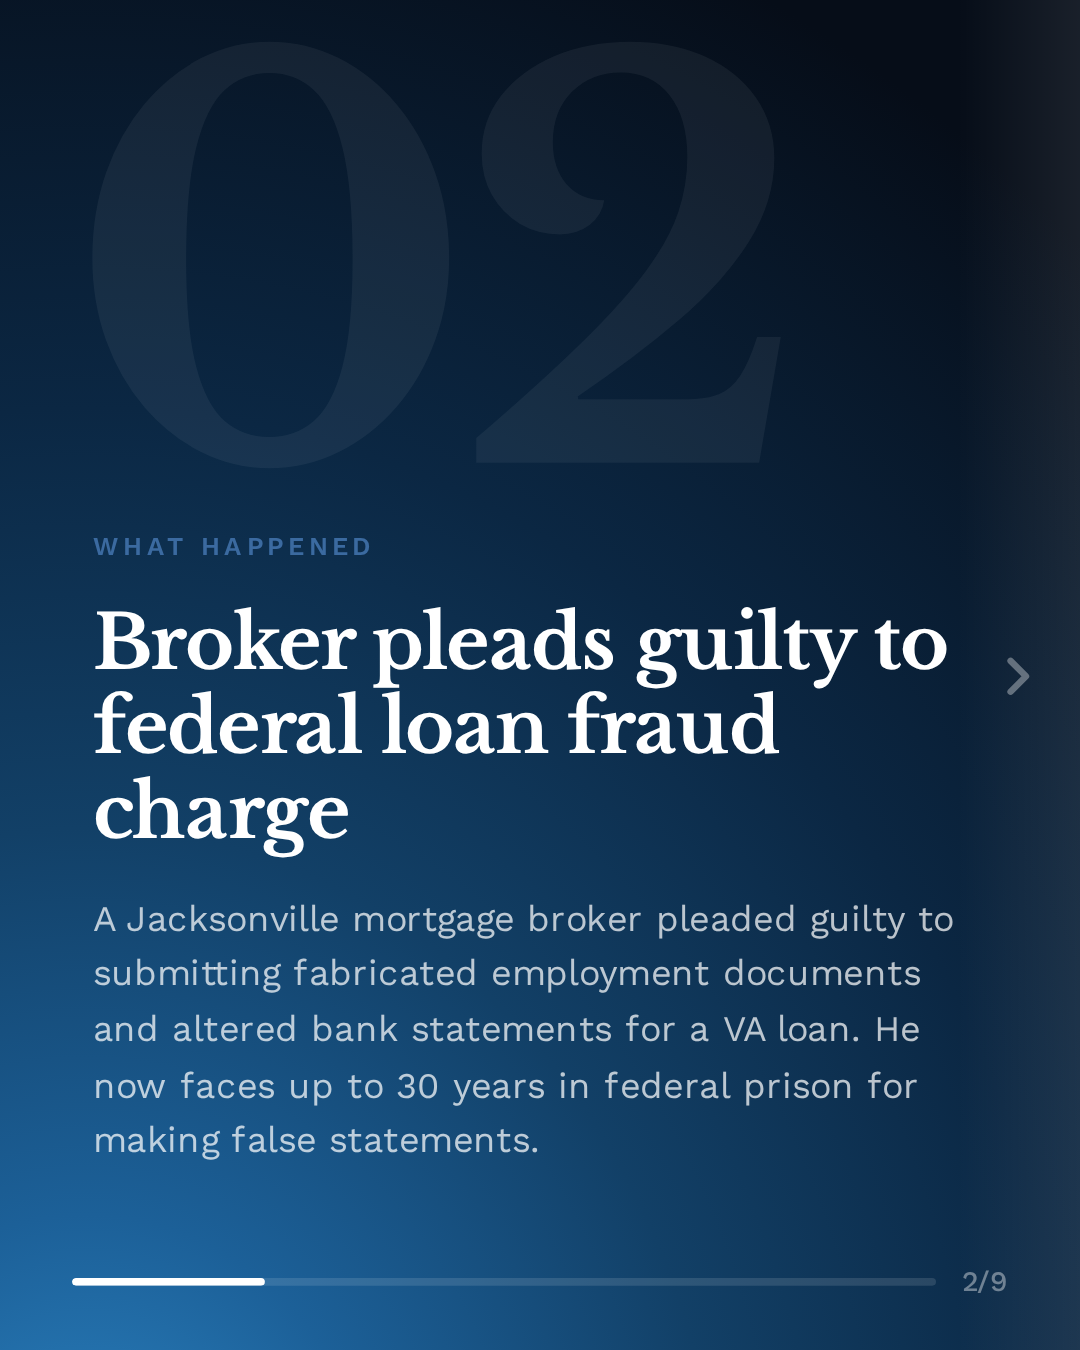 02
WHAT HAPPENED
Broker pleads guilty to
federal loan fraud
charge
A Jacksonville mortgage broker pleaded guilty to
submitting fabricated employment documents
and altered bank statements for a VA loan. He
now faces up to 30 years in federal prison for
making false statements.
2/9